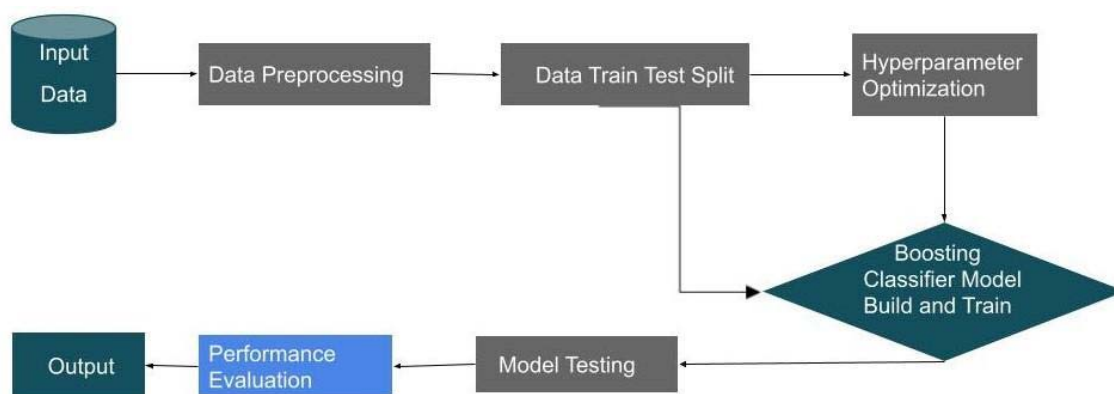 Input
Data
Data Preprocessing
Data Train Test Split
Hyperparameter
Optimization
Boosting
Classifier Model
Build and Train
Model Testing
Performance
Evaluation
Output